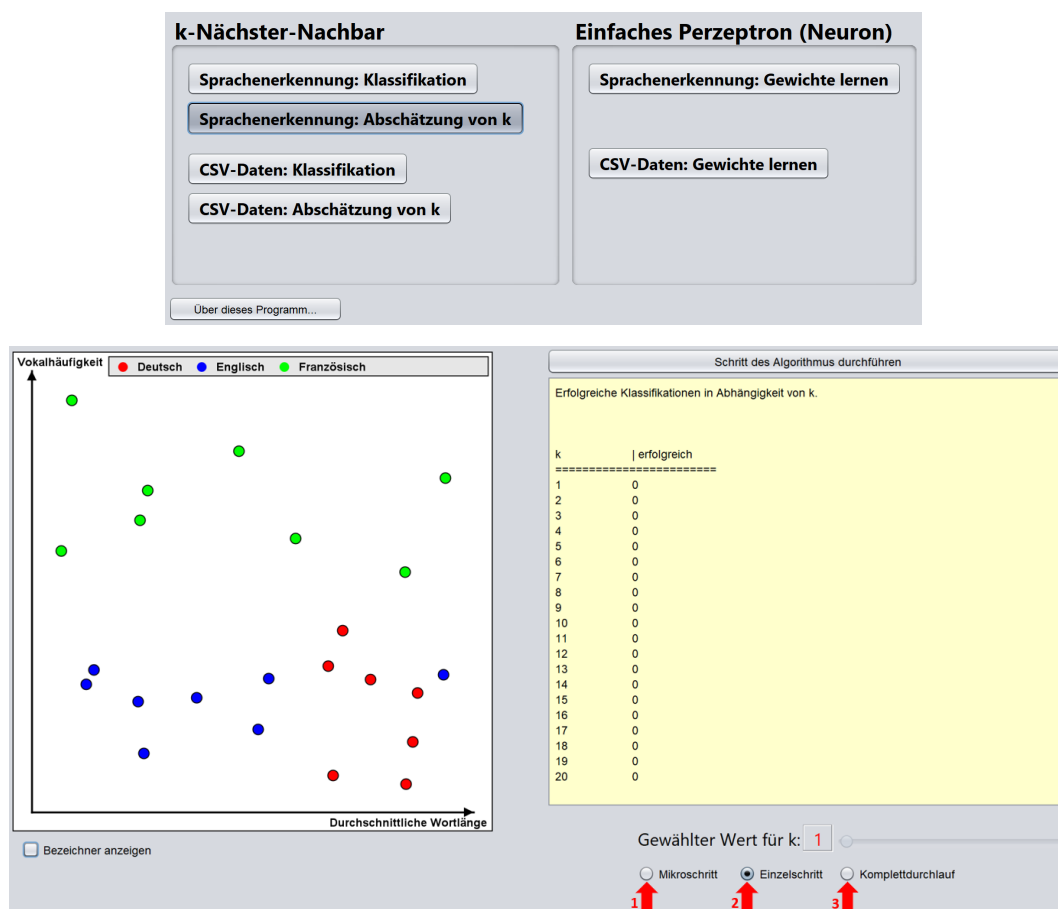 k-Nächster-Nachbar
Sprachenerkennung: Klassifikation
Sprachenerkennung: Abschätzung von k
CSV-Daten: Klassifikation
CSV-Daten: Abschätzung von k
Einfaches Perzeptron (Neuron)
Sprachenerkennung: Gewichte lernen
CSV-Daten: Gewichte lernen
Über dieses Programm...
Vokalhäufigkeit
Deutsch Englisch Französisch
Durchschnittliche Wortlänge
Bezeichner anzeigen
Schritt des Algorithmus durchführen
Erfolgreiche Klassifikationen in Abhängigkeit von k.
k | erfolgreich
========================
1 0
2 0
3 0
4 0
5 0
6 0
7 0
8 0
9 0
10 0
11 0
12 0
13 0
14 0
15 0
16 0
17 0
18 0
19 0
20 0
Gewählter Wert für k: 1
Mikroschritt Einzelschritt Komplettdurchlauf
1 2 3